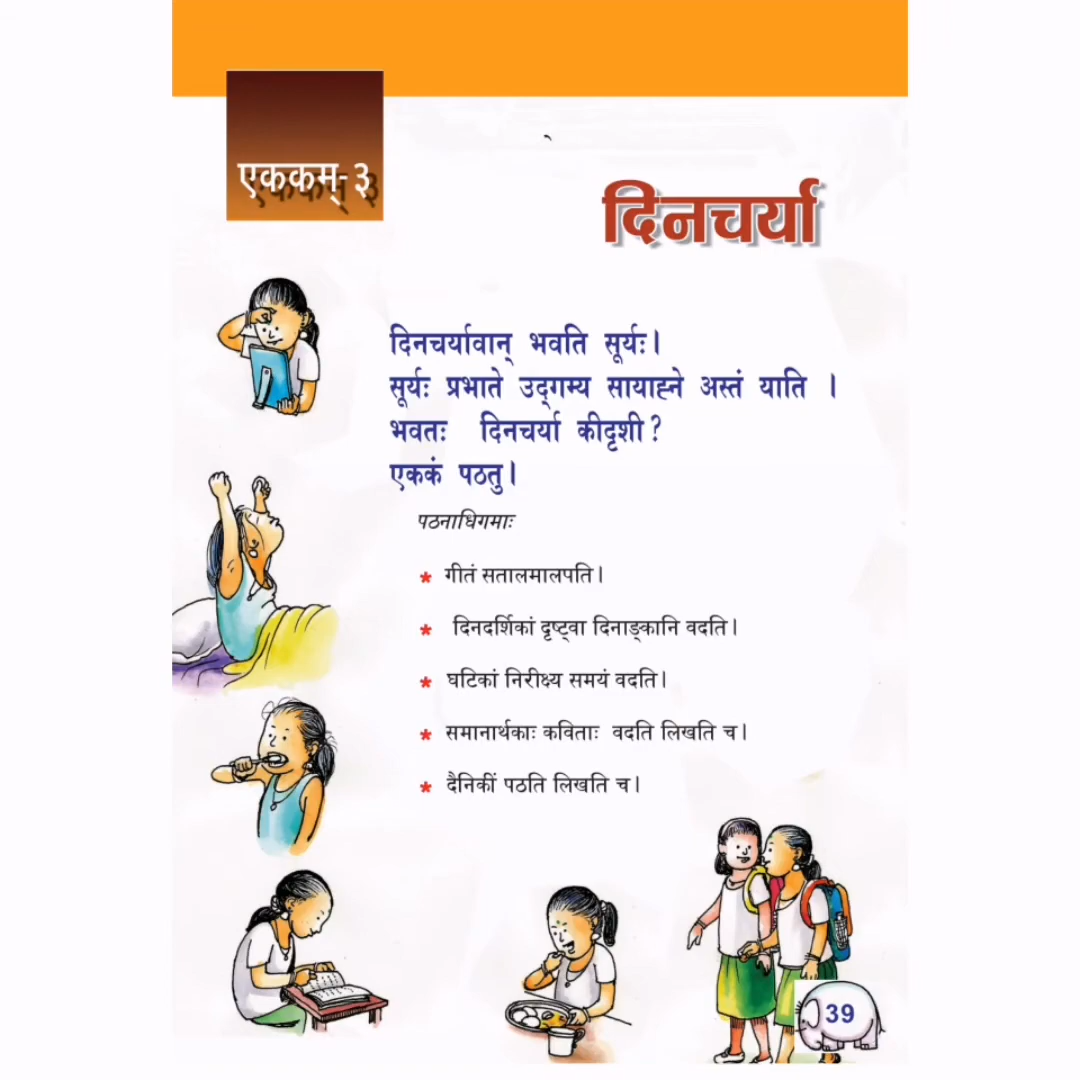 एककम्-३
दिनचर्या
दिनचर्यावान् भवति सूर्यः।
सूर्यः प्रभाते उद्‌गम्य सायाह्ने अस्तं याति ।
भवतः दिनचर्या कीदृशी?
एककं पठतु।
पठनाधिगमाः
* गीतं सतालमालपति।
* दिनदर्शिकां दृष्ट्वा दिनाङ्कानि वदति।
* घटिकां निरीक्ष्य समयं वदति।
* समानार्थकाः कविताः वदति लिखति च।
* दैनिकीं पठति लिखति च।
39